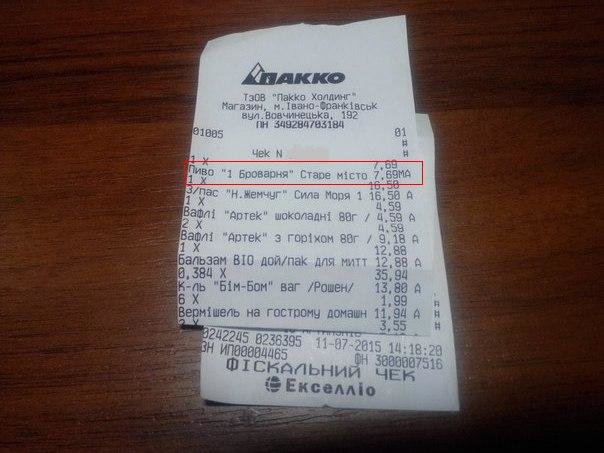 ПАККО
ТзОВ "Пакко Холдинг"
Магазин, м.Івано-Франківськ
вул.Вовчинецька, 192
ПН 349284703184
01005 01
#
Чек N #
1 X 7,69
Пиво "1 Броварня" Старе місто 7,69МА
1 X 16,50
З/пас "Н.Жемчуг" Сила Моря 1 16,50 А
1 X 4,59
Вафлі "Артек" шоколадні 80г / 4,59 А
2 X 4,59
Вафлі "Артек" з горіхом 80г / 9,18 А
1 X 12,88
Бальзам ВІО дой/пак для митт 12,88 А
0,384 X 35,94
К-ль "Бім-Бом" ваг /Рошен/ 13,80 А
6 X 1,99
Вермішель на гострому домашн 11,94 А
3,55
0242245 0236395 11-07-2015 14:18:20
ЗН ИП00004465 ФН 3000007516
ФІСКАЛЬНИЙ ЧЕК
Екселліо